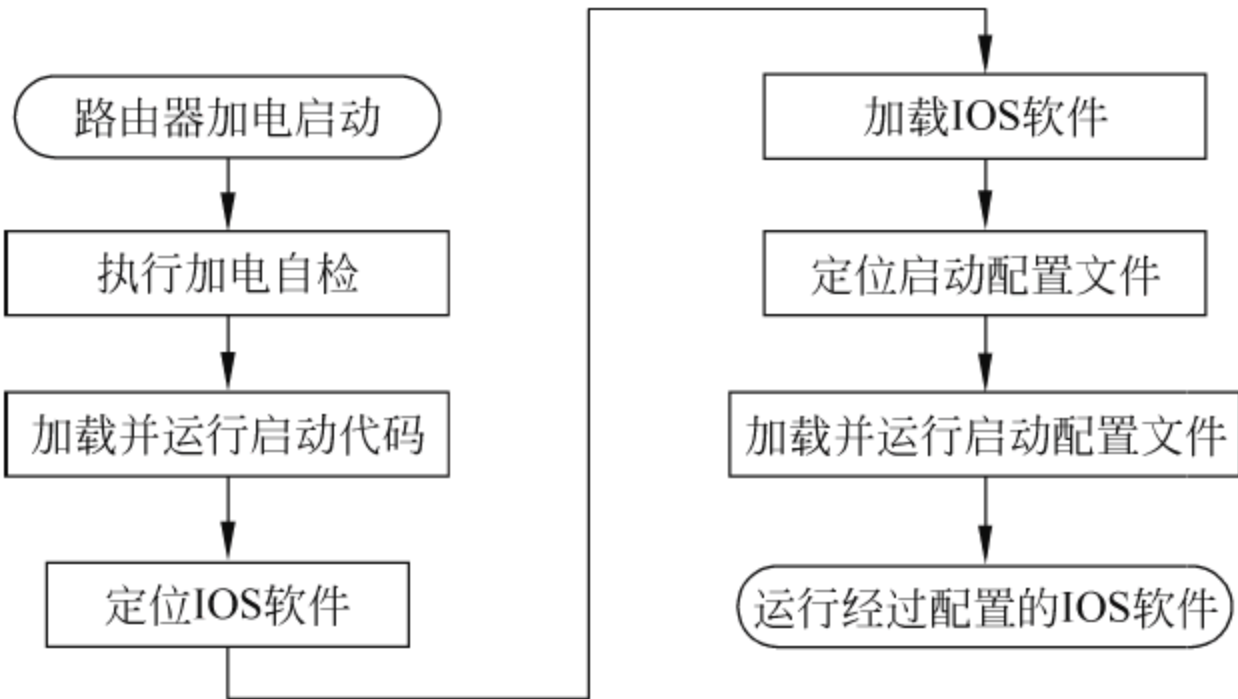 路由器加电启动
执行加电自检
加载并运行启动代码
定位IOS软件
加载IOS软件
定位启动配置文件
加载并运行启动配置文件
运行经过配置的IOS软件